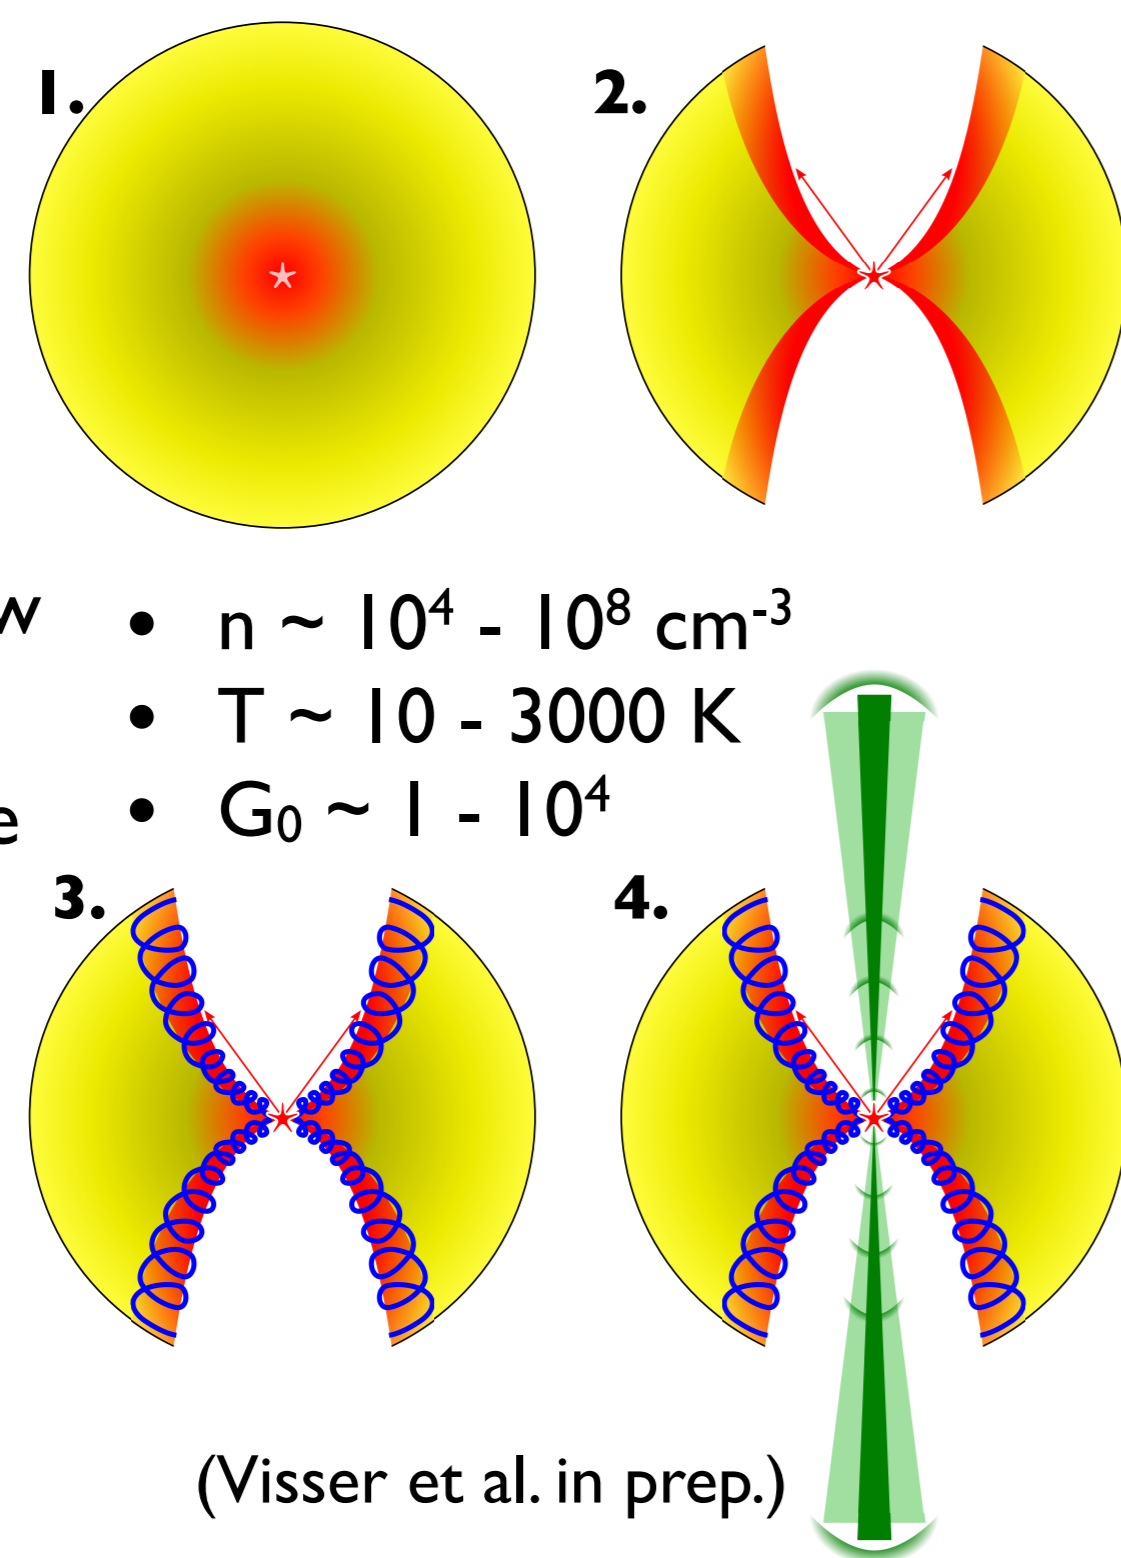 1.
2.
w
• n ~ 10⁴ - 10⁸ cm⁻³
• T ~ 10 - 3000 K
e
• G₀ ~ 1 - 10⁴
3.
4.
(Visser et al. in prep.)